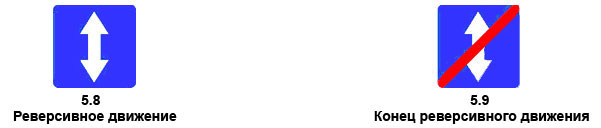 5.8
Реверсивное движение
5.9
Конец реверсивного движения